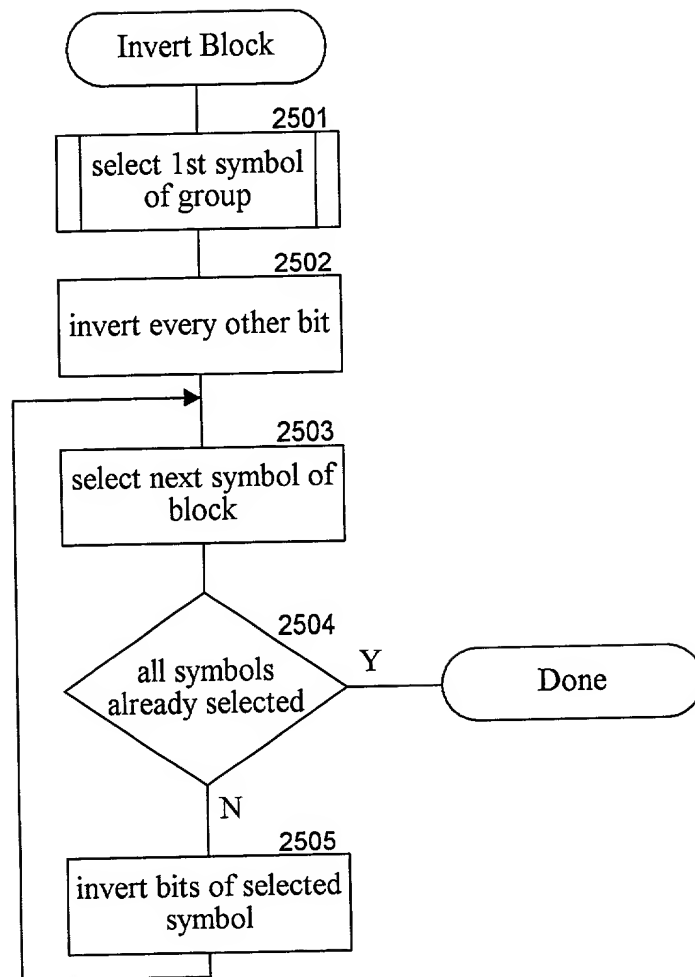 Invert Block
2501
select 1st symbol
of group
2502
invert every other bit
2503
select next symbol of
block
2504
all symbols
already selected
Y
Done
N
2505
invert bits of selected
symbol